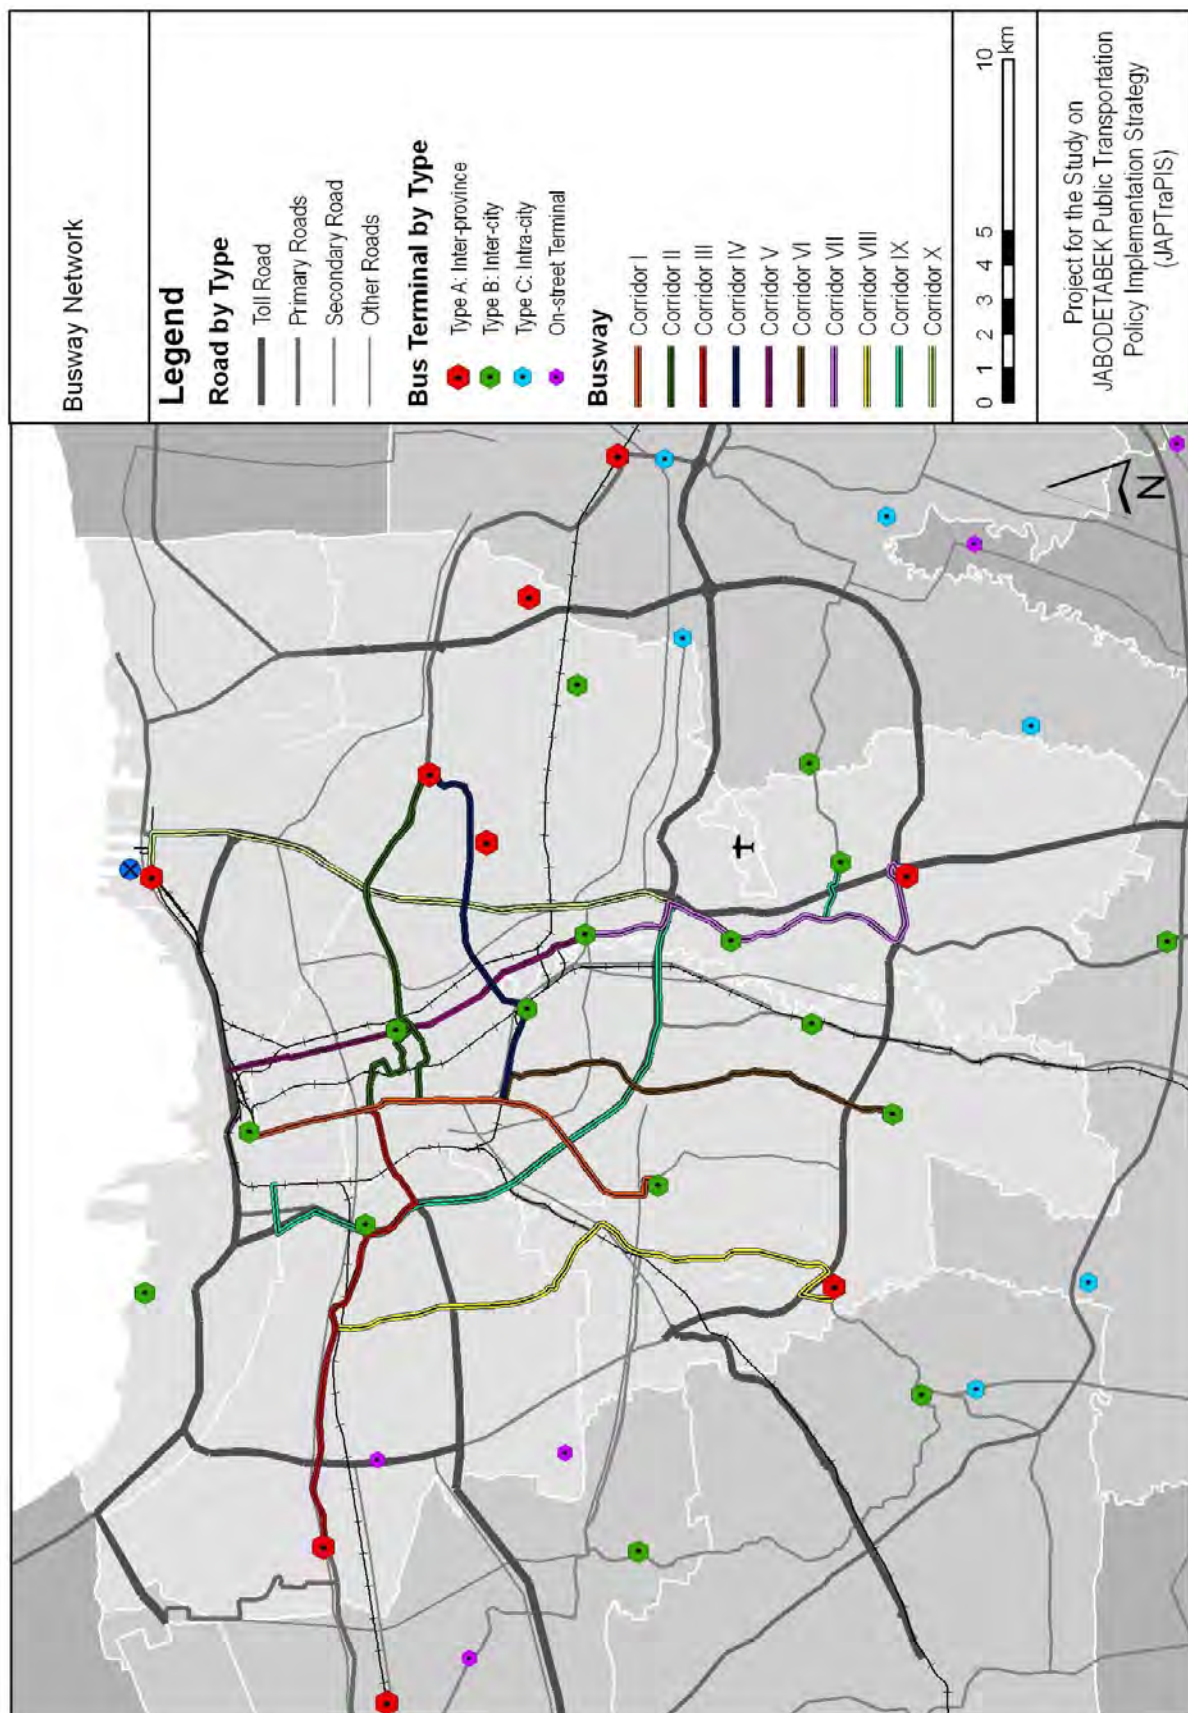 Busway Network
Legend
Road by Type
Toll Road
Primary Roads
Secondary Road
Other Roads
Bus Terminal by Type
Type A: Inter-province
Type B: Inter-city
Type C: Intra-city
On-street Terminal
Busway
Corridor I
Corridor II
Corridor III
Corridor IV
Corridor V
Corridor VI
Corridor VII
Corridor VIII
Corridor IX
Corridor X
0 1 2 3 4 5 10
km
Project for the Study on
JABODETABEK Public Transportation
Policy Implementation Strategy
(JAPTraPIS)
N